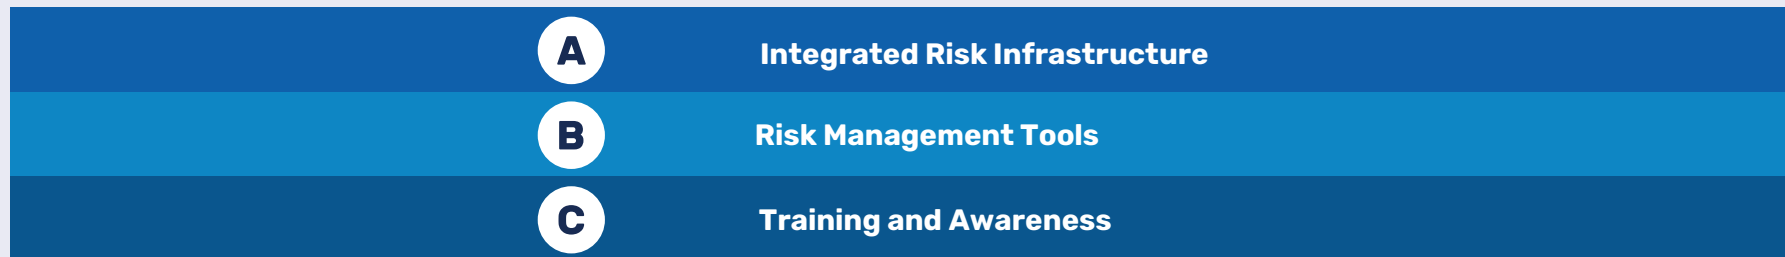 A Integrated Risk Infrastructure
B Risk Management Tools
C Training and Awareness